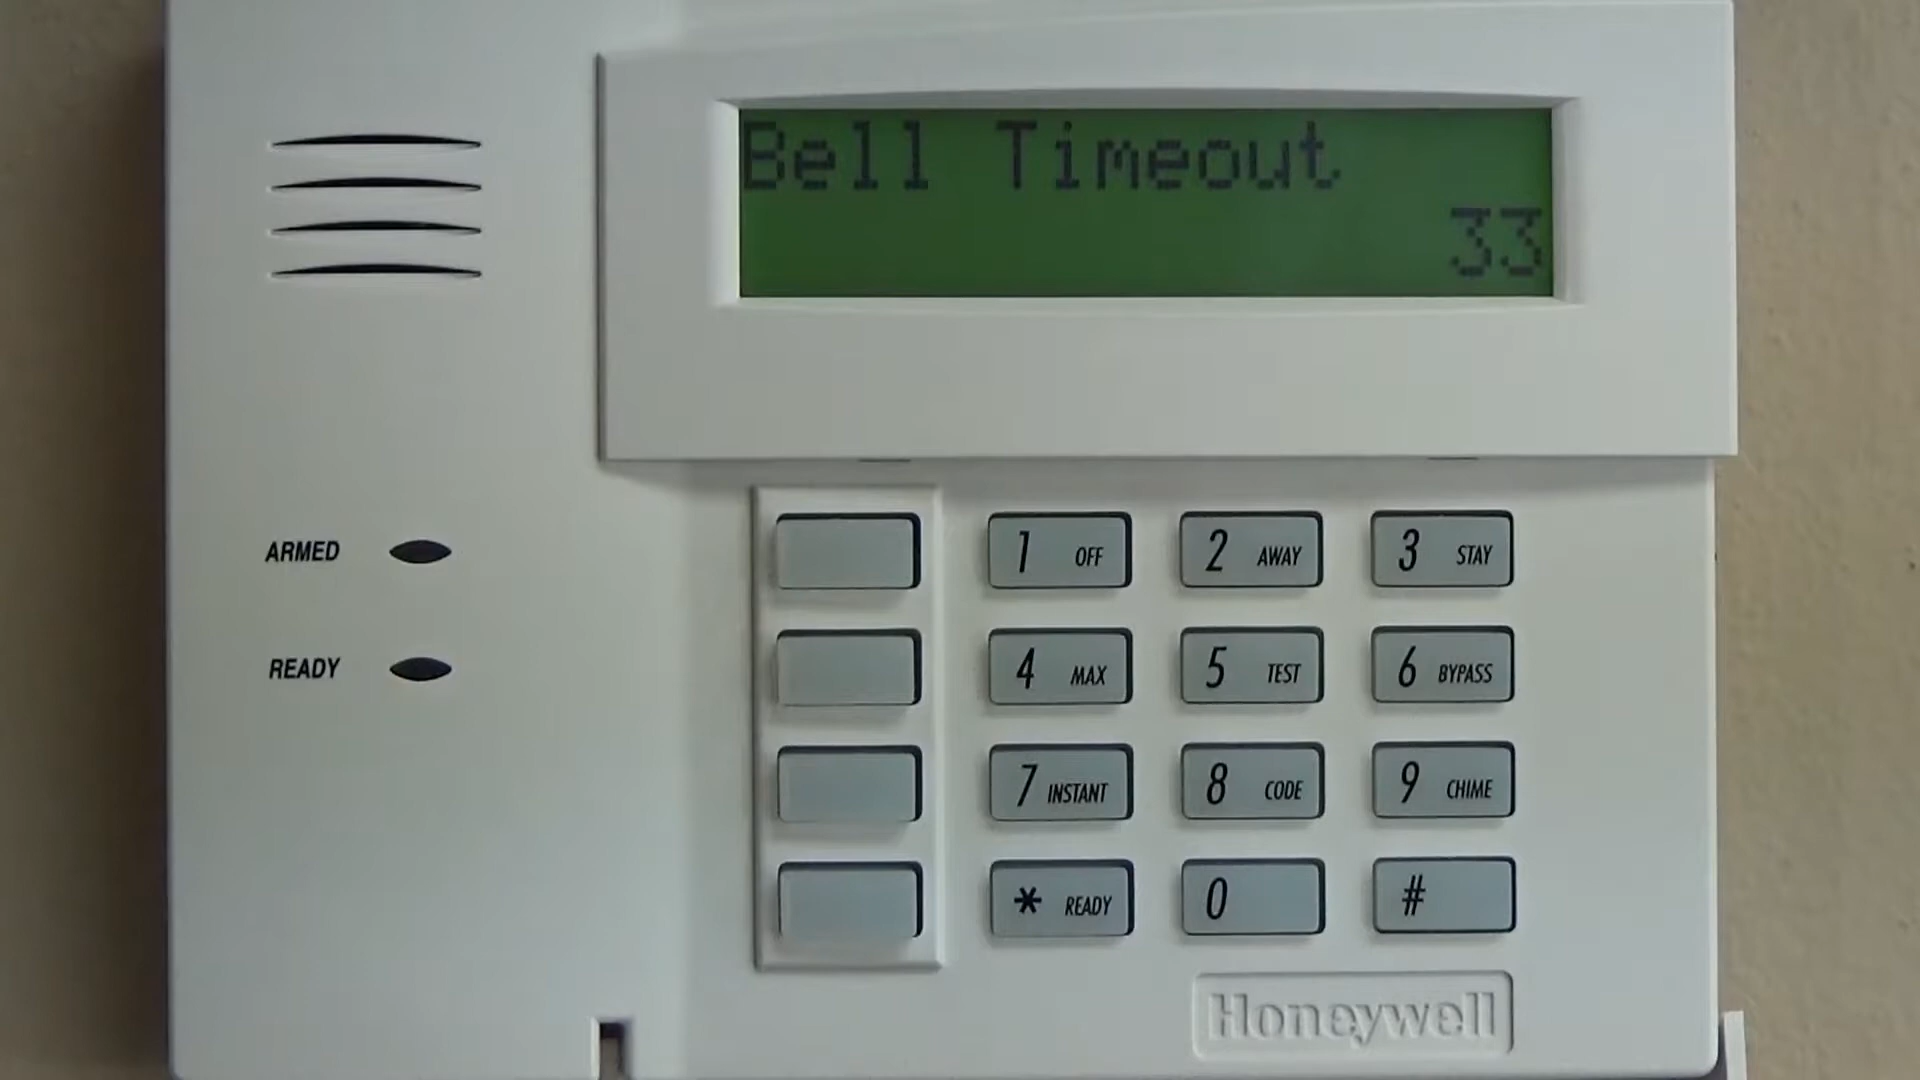 Bell Timeout
33
ARMED
READY
1 OFF
2 AWAY
3 STAY
4 MAX
5 TEST
6 BYPASS
7 INSTANT
8 CODE
9 CHIME
* READY
0
#
Honeywell